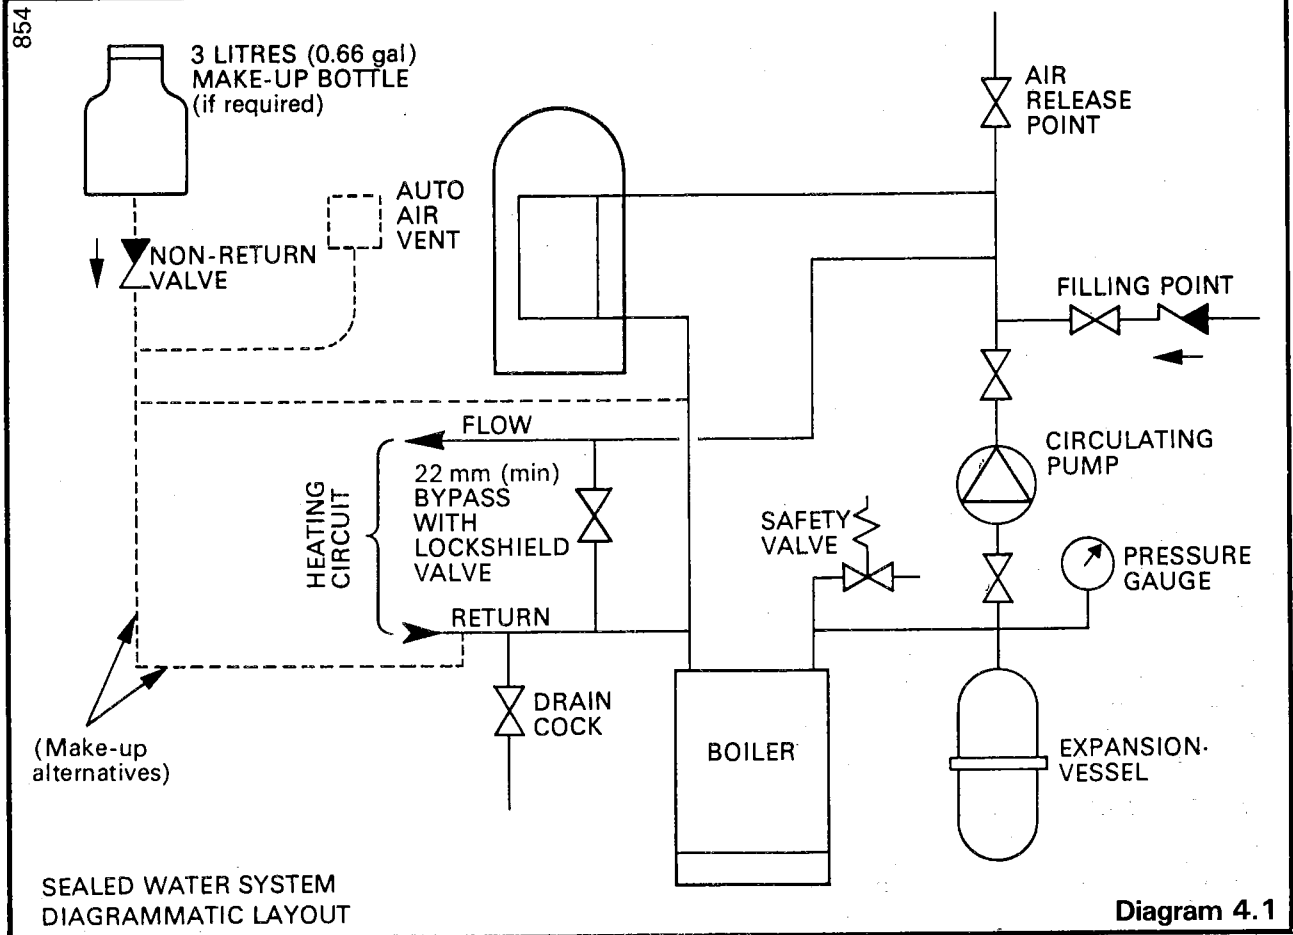 854
3 LITRES (0.66 gal)
MAKE-UP BOTTLE
(if required)
AIR
RELEASE
POINT
AUTO
AIR
VENT
NON-RETURN
VALVE
FILLING POINT
FLOW
22 mm (min)
BYPASS
WITH
LOCKSHIELD
VALVE
HEATING
CIRCUIT
CIRCULATING
PUMP
SAFETY
VALVE
PRESSURE
GAUGE
RETURN
DRAIN
COCK
(Make-up
alternatives)
BOILER
EXPANSION
VESSEL
SEALED WATER SYSTEM
DIAGRAMMATIC LAYOUT
Diagram 4.1